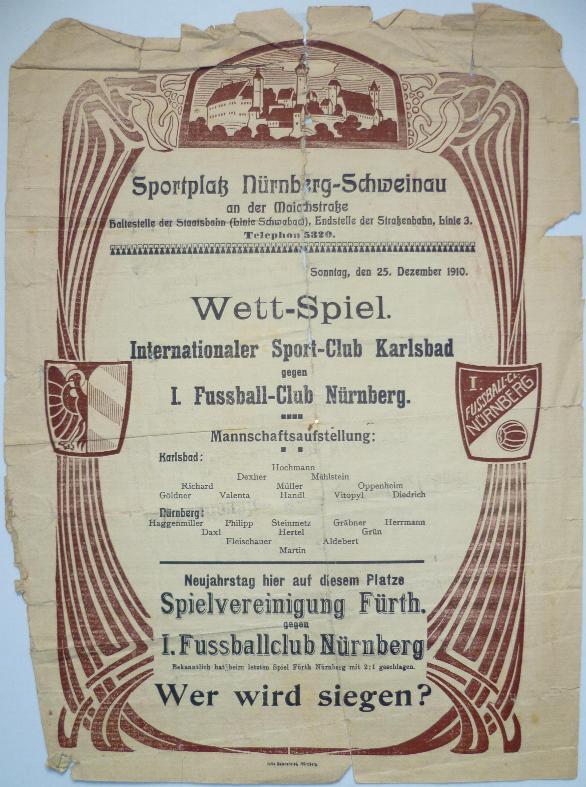 Sportplatz Nürnberg-Schweinau
an der Maichstraße
Haltestelle der Staatsbahn (Linie Schwabach), Endstelle der Straßenbahn, Linie 3.
Telephon 5320.
Sonntag, den 25. Dezember 1910.
Wett-Spiel.
Internationaler Sport-Club Karlsbad
gegen
I. Fussball-Club Nürnberg.
I.
FUSSBALL-CL.
NÜRNBERG
Mannschaftsaufstellung:
Karlsbad:
Hochmann
Dexher Mählstein
Richard Müller Oppenheim
Göldner Valenta Handl Vitopyl Diedrich
Nürnberg:
Haggenmiller Philipp Steinmetz Gräbner Herrmann
Daxl Hertel Grün
Fleischauer Aldebert
Martin
Neujahrstag hier auf diesem Platze
Spielvereinigung Fürth.
gegen
I. Fussballclub Nürnberg
Bekanntlich hat beim letzten Spiel Fürth Nürnberg mit 2:1 geschlagen.
Wer wird siegen?
Nürnberg.